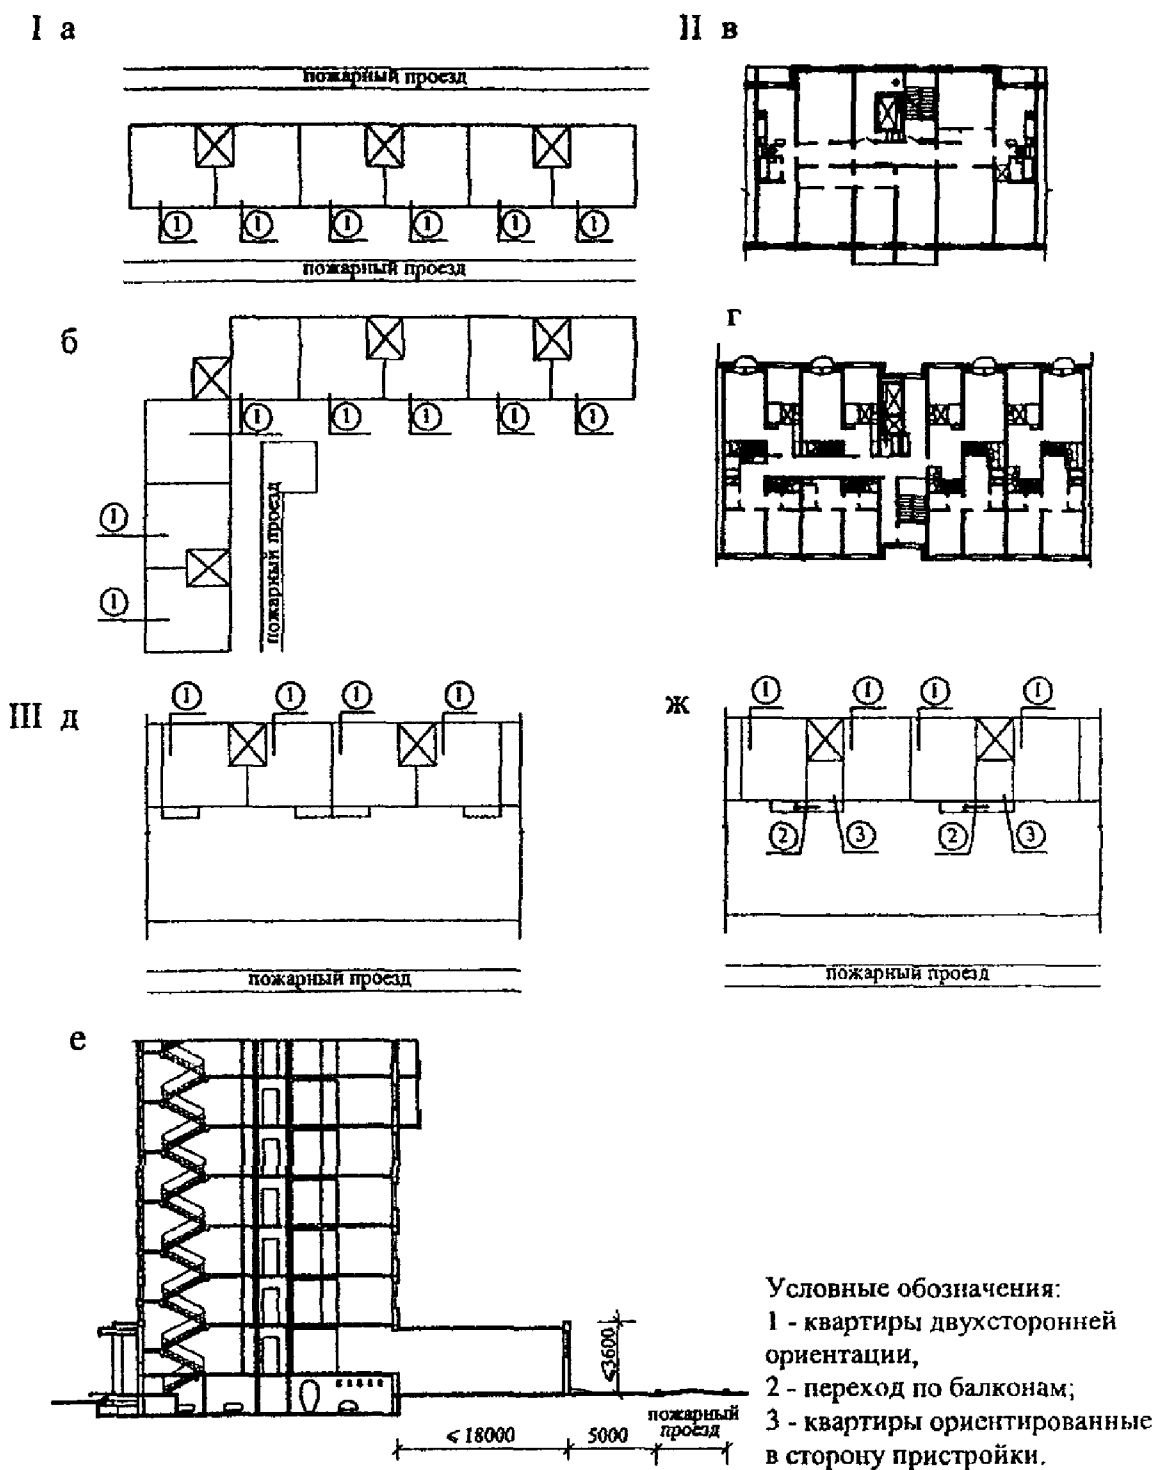 I а
II в
пожарный проезд
1 1 1 1 1 1
пожарный проезд
б
г
1 1 1 1 1
1
1
пожарный проезд
III д
1 1 1 1
ж
1 1 1 1
2 3 2 3
пожарный проезд
пожарный проезд
е
⩽3600
⩽18000
5000
пожарный
проезд
Условные обозначения:
1 - квартиры двухсторонней
ориентации,
2 - переход по балконам;
3 - квартиры ориентированные
в сторону пристройки.